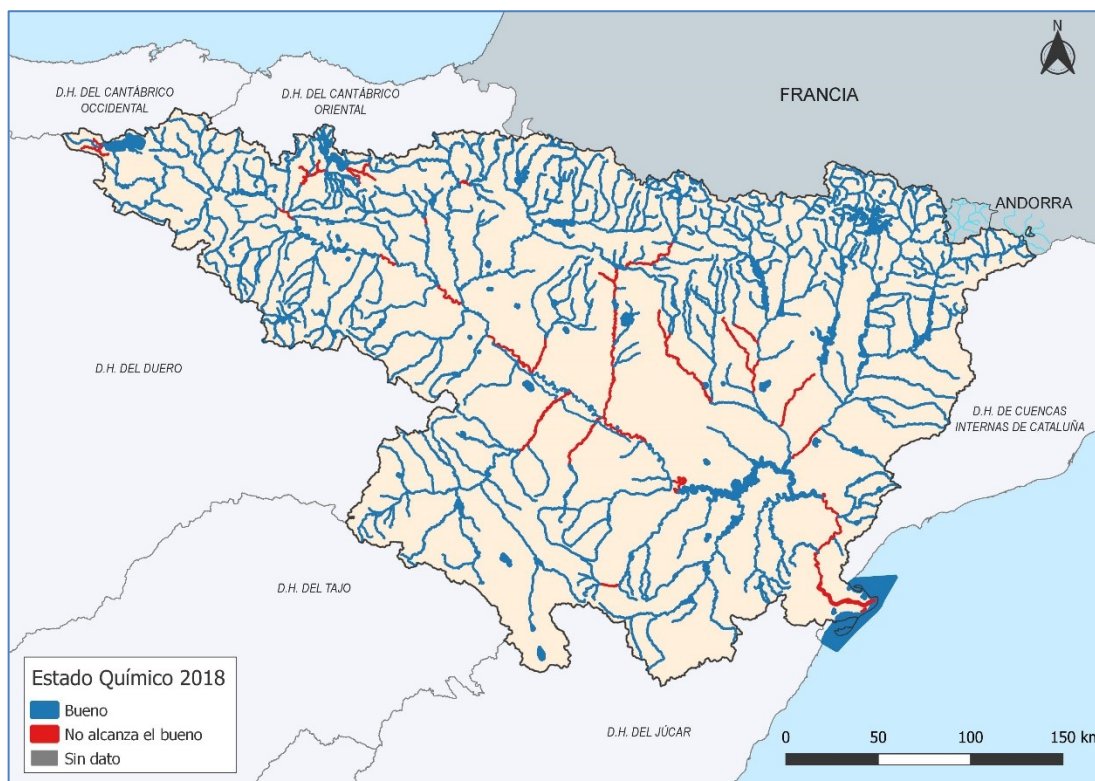 N
FRANCIA
ANDORRA
D.H. DEL CANTÁBRICO
OCCIDENTAL
D.H. DEL CANTÁBRICO
ORIENTAL
D.H. DEL DUERO
D.H. DE CUENCAS
INTERNAS DE CATALUÑA
D.H. DEL TAJO
D.H. DEL JÚCAR
Estado Químico 2018
Bueno
No alcanza el bueno
Sin dato
0 50 100 150 km